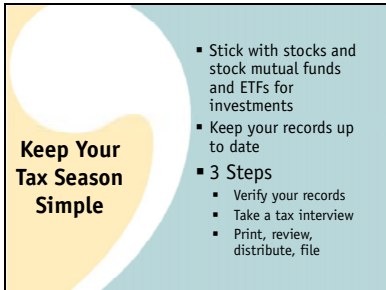 Keep Your
Tax Season
Simple
▪ Stick with stocks and
stock mutual funds
and ETFs for
investments
▪ Keep your records up
to date
▪ 3 Steps
▪ Verify your records
▪ Take a tax interview
▪ Print, review,
distribute, file